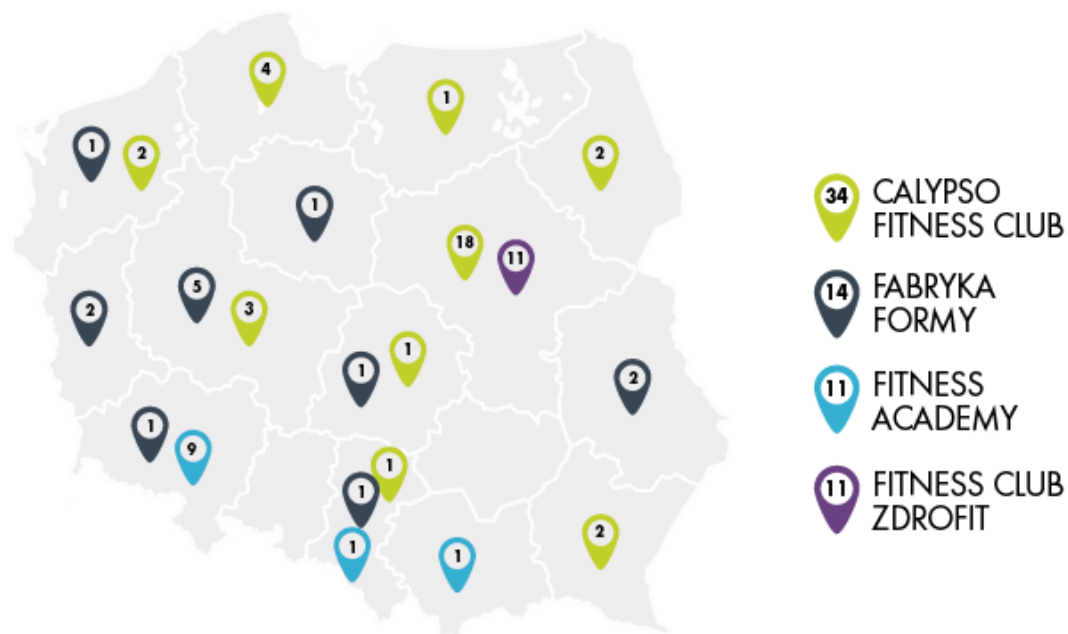 4
1
1
2
2
1
18
11
5
3
2
1
1
2
1
9
1
1
1
1
2
34 CALYPSO
FITNESS CLUB
14 FABRYKA
FORMY
11 FITNESS
ACADEMY
11 FITNESS CLUB
ZDROFIT